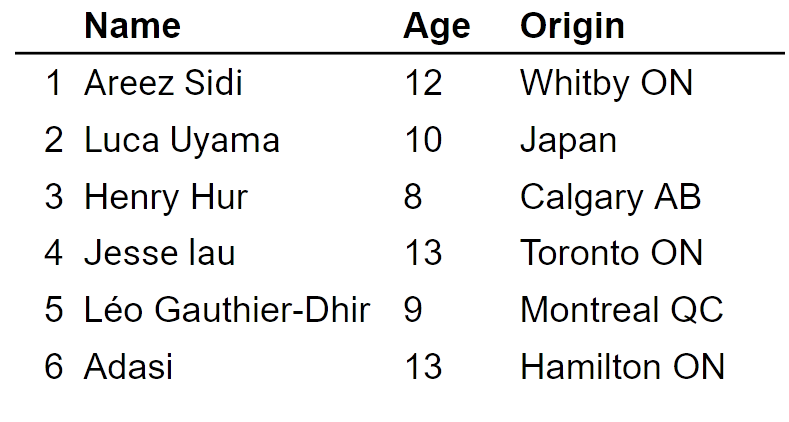 Name Age Origin
1 Areez Sidi 12 Whitby ON
2 Luca Uyama 10 Japan
3 Henry Hur 8 Calgary AB
4 Jesse lau 13 Toronto ON
5 Léo Gauthier-Dhir 9 Montreal QC
6 Adasi 13 Hamilton ON